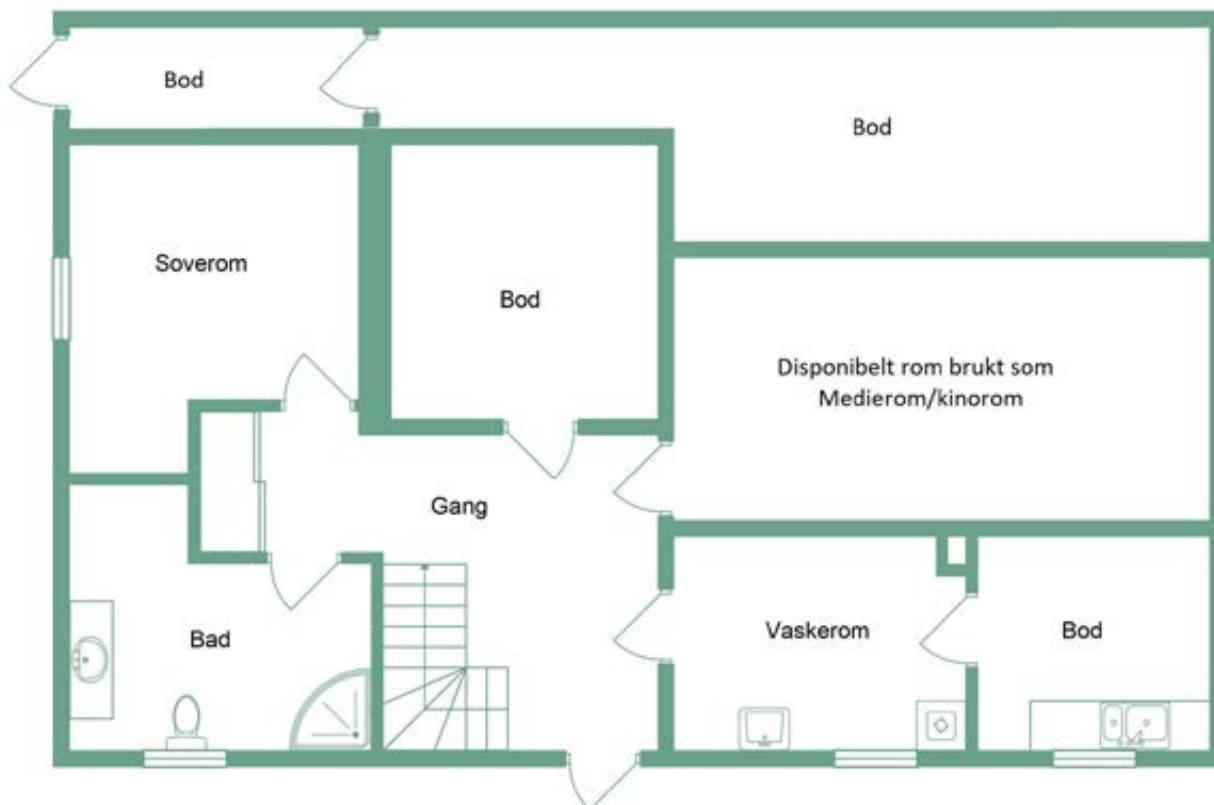 Bod
Bod
Soverom
Bod
Disponibelt rom brukt som
Medierom/kinorom
Gang
Bad
Vaskerom
Bod